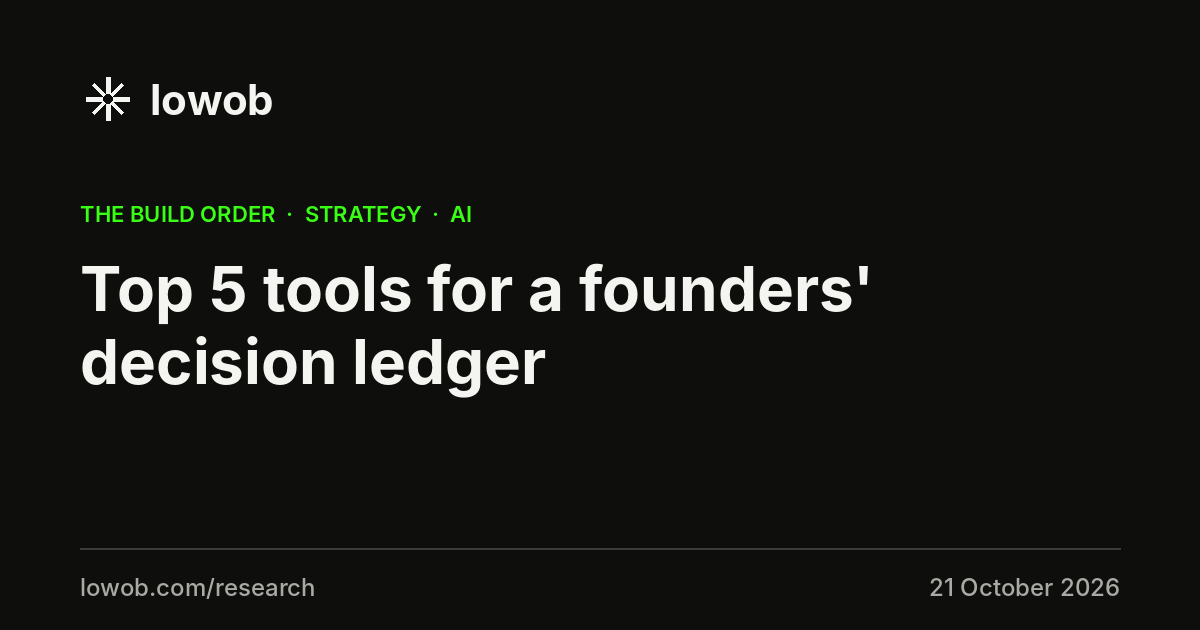 lowob
THE BUILD ORDER · STRATEGY · AI
Top 5 tools for a founders'
decision ledger
lowob.com/research
21 October 2026